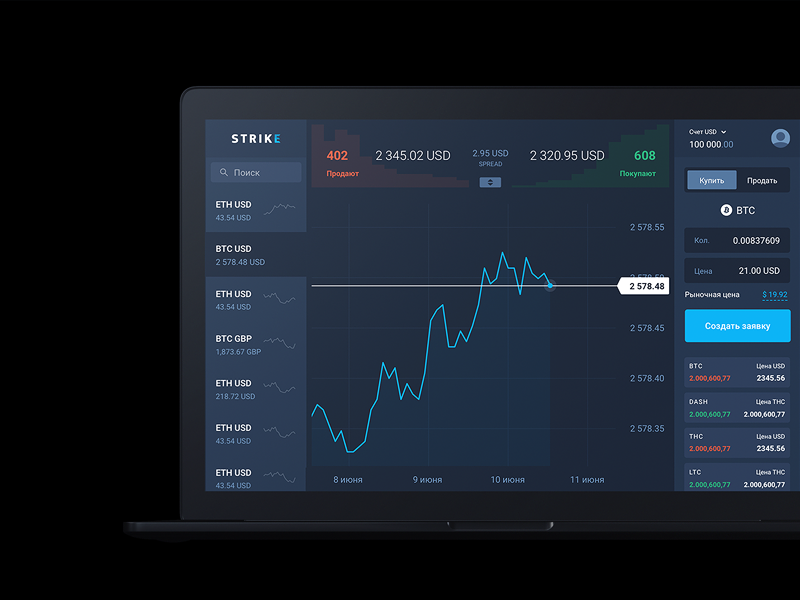 STRIKE
Поиск
ETH USD
43.54 USD
BTC USD
2 578.48 USD
ETH USD
43.54 USD
BTC GBP
1,873.67 GBP
ETH USD
218.72 USD
ETH USD
43.54 USD
ETH USD
43.54 USD
402
Продают
2 345.02 USD
2.95 USD
SPREAD
2 320.95 USD
608
Покупают
2 578.55
2 578.50
2 578.48
2 578.45
2 578.40
2 578.35
8 июня
9 июня
10 июня
11 июня
Счет USD
100 000.00
Купить
Продать
BTC
Кол. 0.00837609
Цена 21.00 USD
Рыночная цена $ 19.92
Создать заявку
BTC Цена USD
2.000,600,77 2345.56
DASH Цена THC
2.000,600,77 2.000,600,77
THC Цена USD
2.000,600,77 2345.56
LTC Цена THC
2.000,600,77 2.000,600,77